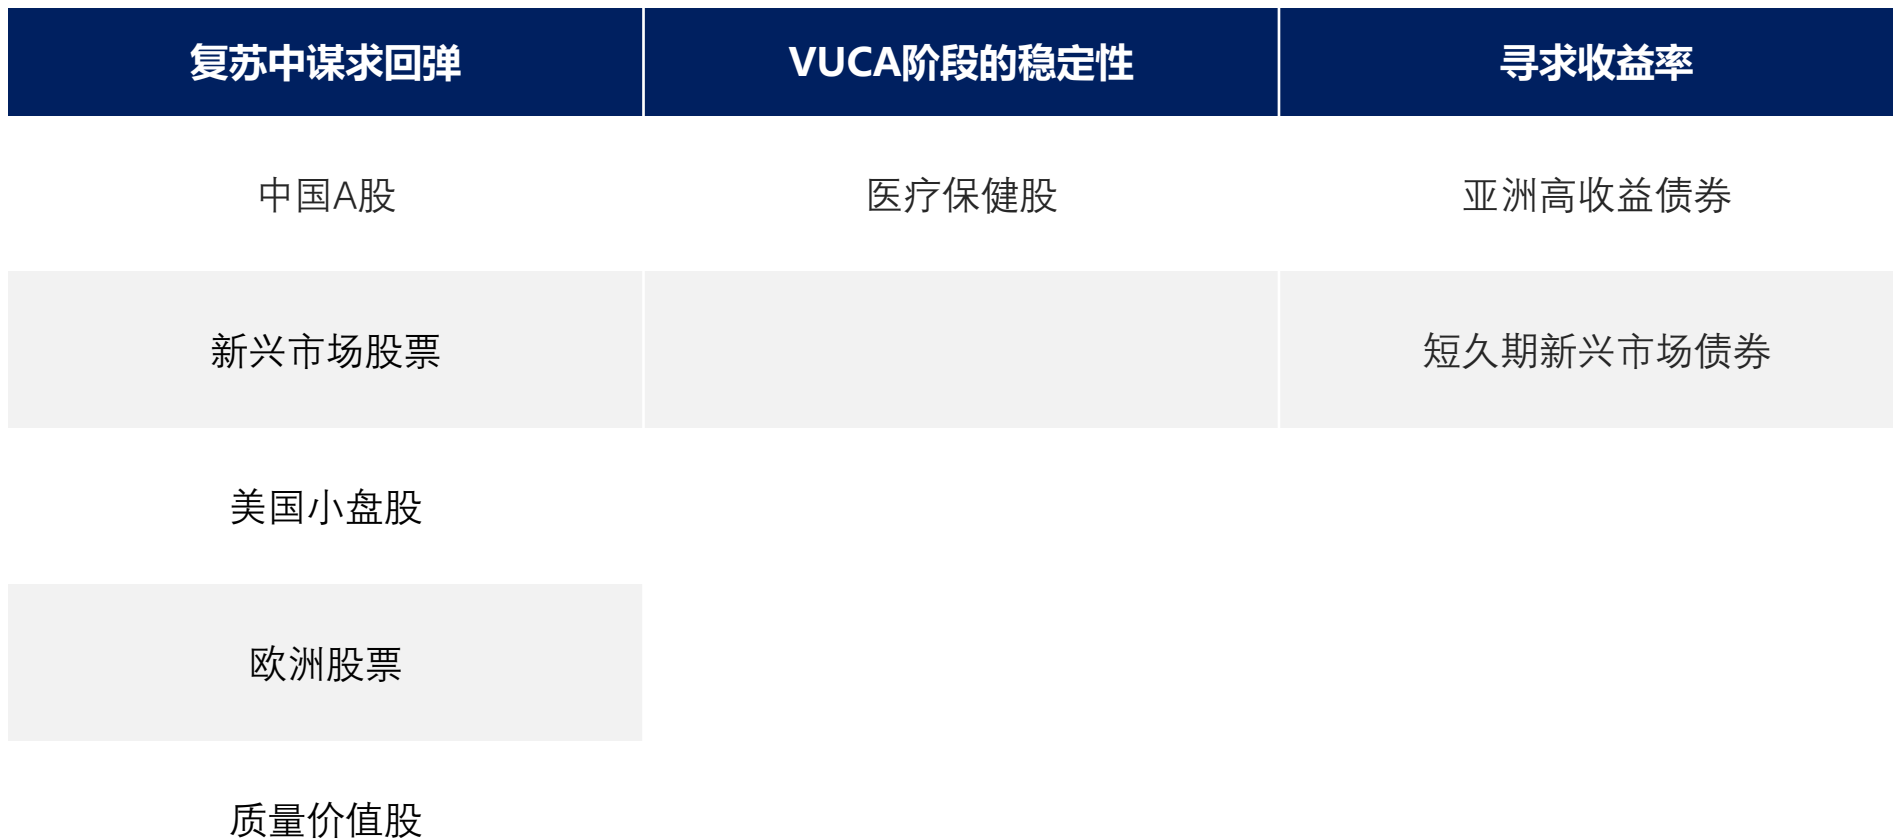 复苏中谋求回弹
VUCA阶段的稳定性
寻求收益率
中国A股
医疗保健股
亚洲高收益债券
新兴市场股票
短久期新兴市场债券
美国小盘股
欧洲股票
质量价值股